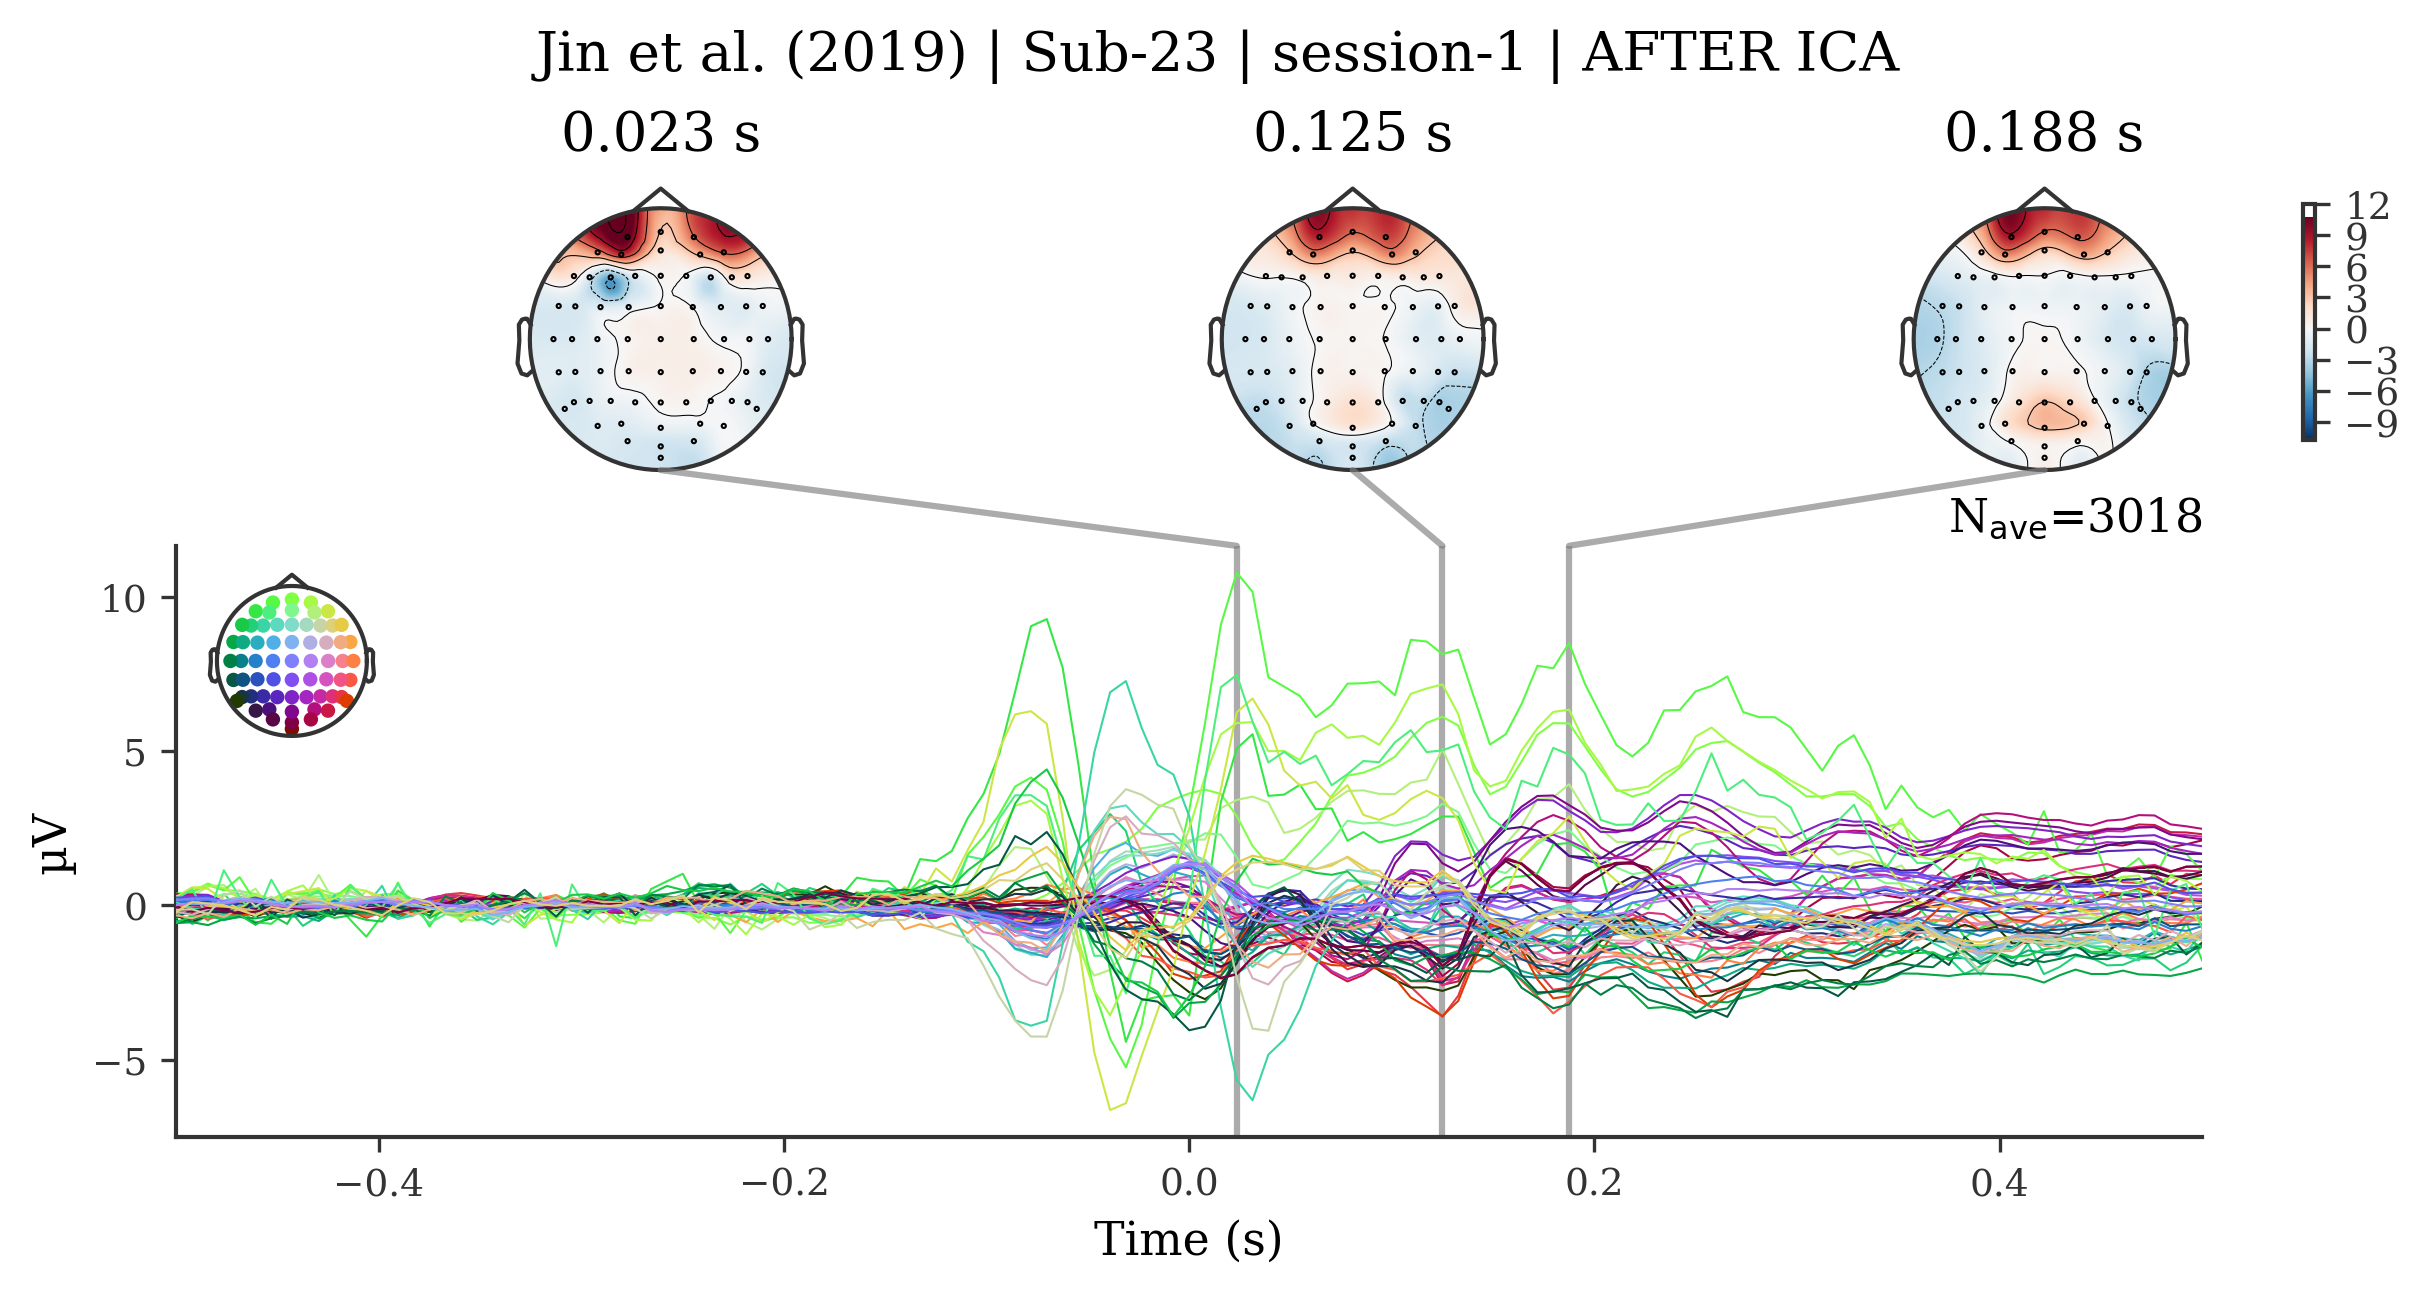 Jin et al. (2019) | Sub-23 | session-1 | AFTER ICA
0.023 s
0.125 s
0.188 s
12
9
6
3
0
−3
−6
−9
Nave=3018
10
5
0
−5
µV
−0.4
−0.2
0.0
0.2
0.4
Time (s)